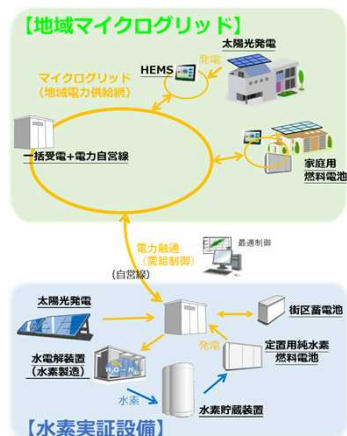 【地域マイクログリッド】
太陽光発電
発電
HEMS
マイクログリッド
(地域電力供給網)
一括受電+電力自営線
家庭用
燃料電池
電力融通
(需給制御)
最適制御
(自営線)
太陽光発電
街区蓄電池
発電
定置用純水素
燃料電池
水電解装置
(水素製造)
水素
水素貯蔵装置
【水素実証設備】